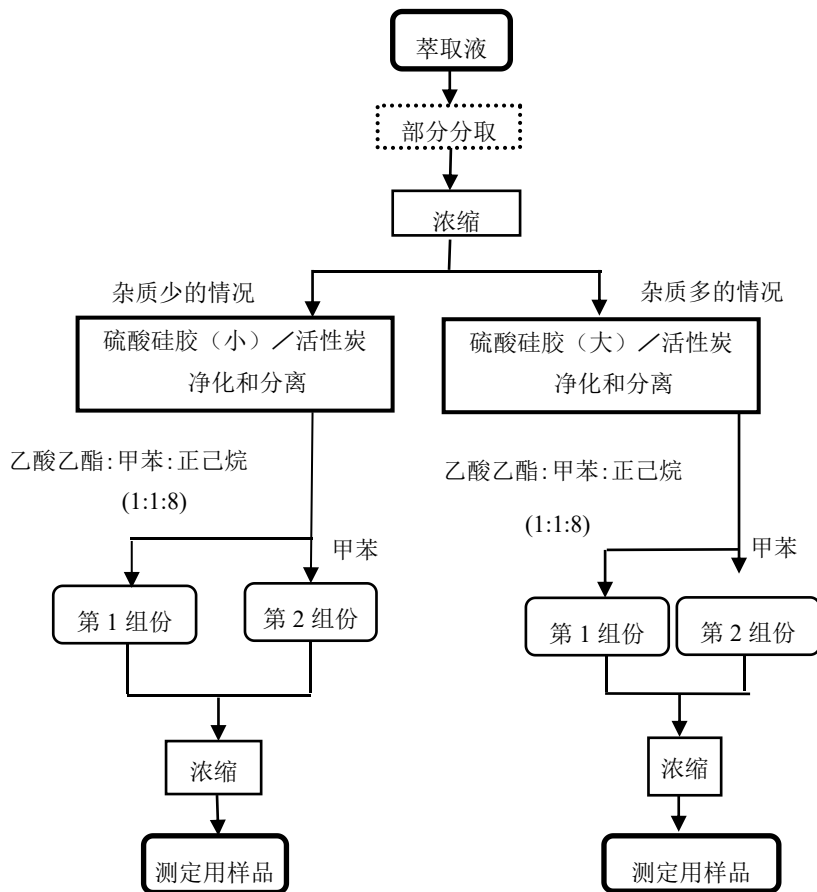 萃取液
部分分取
浓缩
杂质少的情况
杂质多的情况
硫酸硅胶（小）／活性炭
净化和分离
硫酸硅胶（大）／活性炭
净化和分离
乙酸乙酯:甲苯:正己烷
(1:1:8)
甲苯
乙酸乙酯:甲苯:正己烷
(1:1:8)
甲苯
第 1 组份
第 2 组份
第 1 组份
第 2 组份
浓缩
浓缩
测定用样品
测定用样品